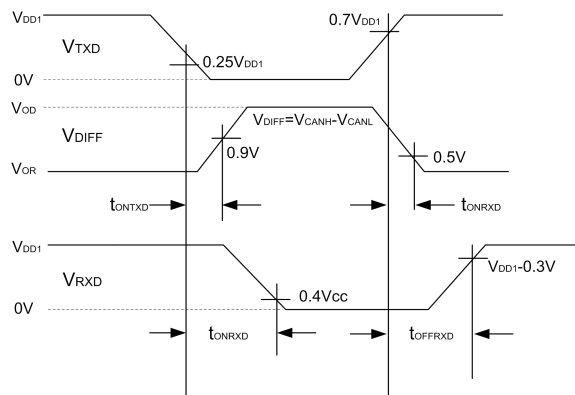 VDD1
VTXD
0.7VDD1
0.25VDD1
0V
VOD
VDIFF
VDIFF=VCANH-VCANL
0.9V
0.5V
VOR
tONTXD
tONRXD
VDD1
VRXD
VDD1-0.3V
0.4Vcc
0V
tONRXD
tOFFRXD